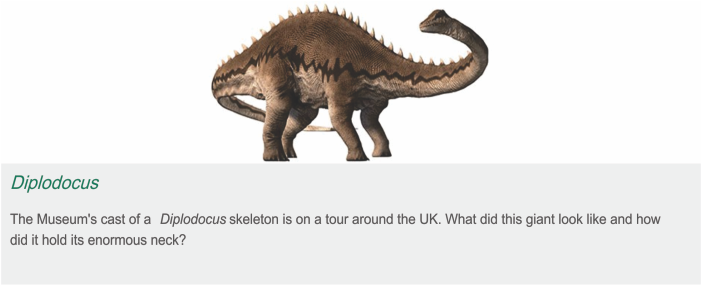 Diplodocus
The Museum's cast of a Diplodocus skeleton is on a tour around the UK. What did this giant look like and how
did it hold its enormous neck?